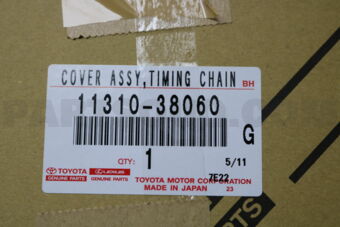 COVER ASSY,TIMING CHAIN BH
11310-38060
G
QTY: 1 5/11
TOYOTA LEXUS 7E22
GENUINE PARTS GENUINE PARTS TOYOTA MOTOR CORPORATION
MADE IN JAPAN 23
RTS